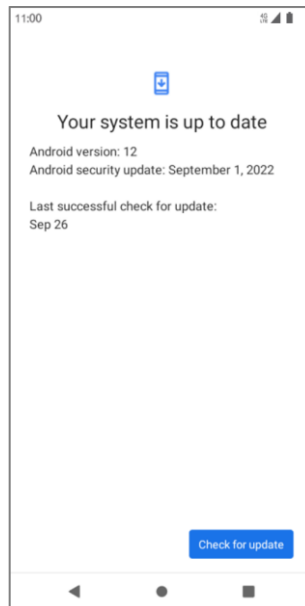 11:00
Your system is up to date
Android version: 12
Android security update: September 1, 2022
Last successful check for update:
Sep 26
Check for update